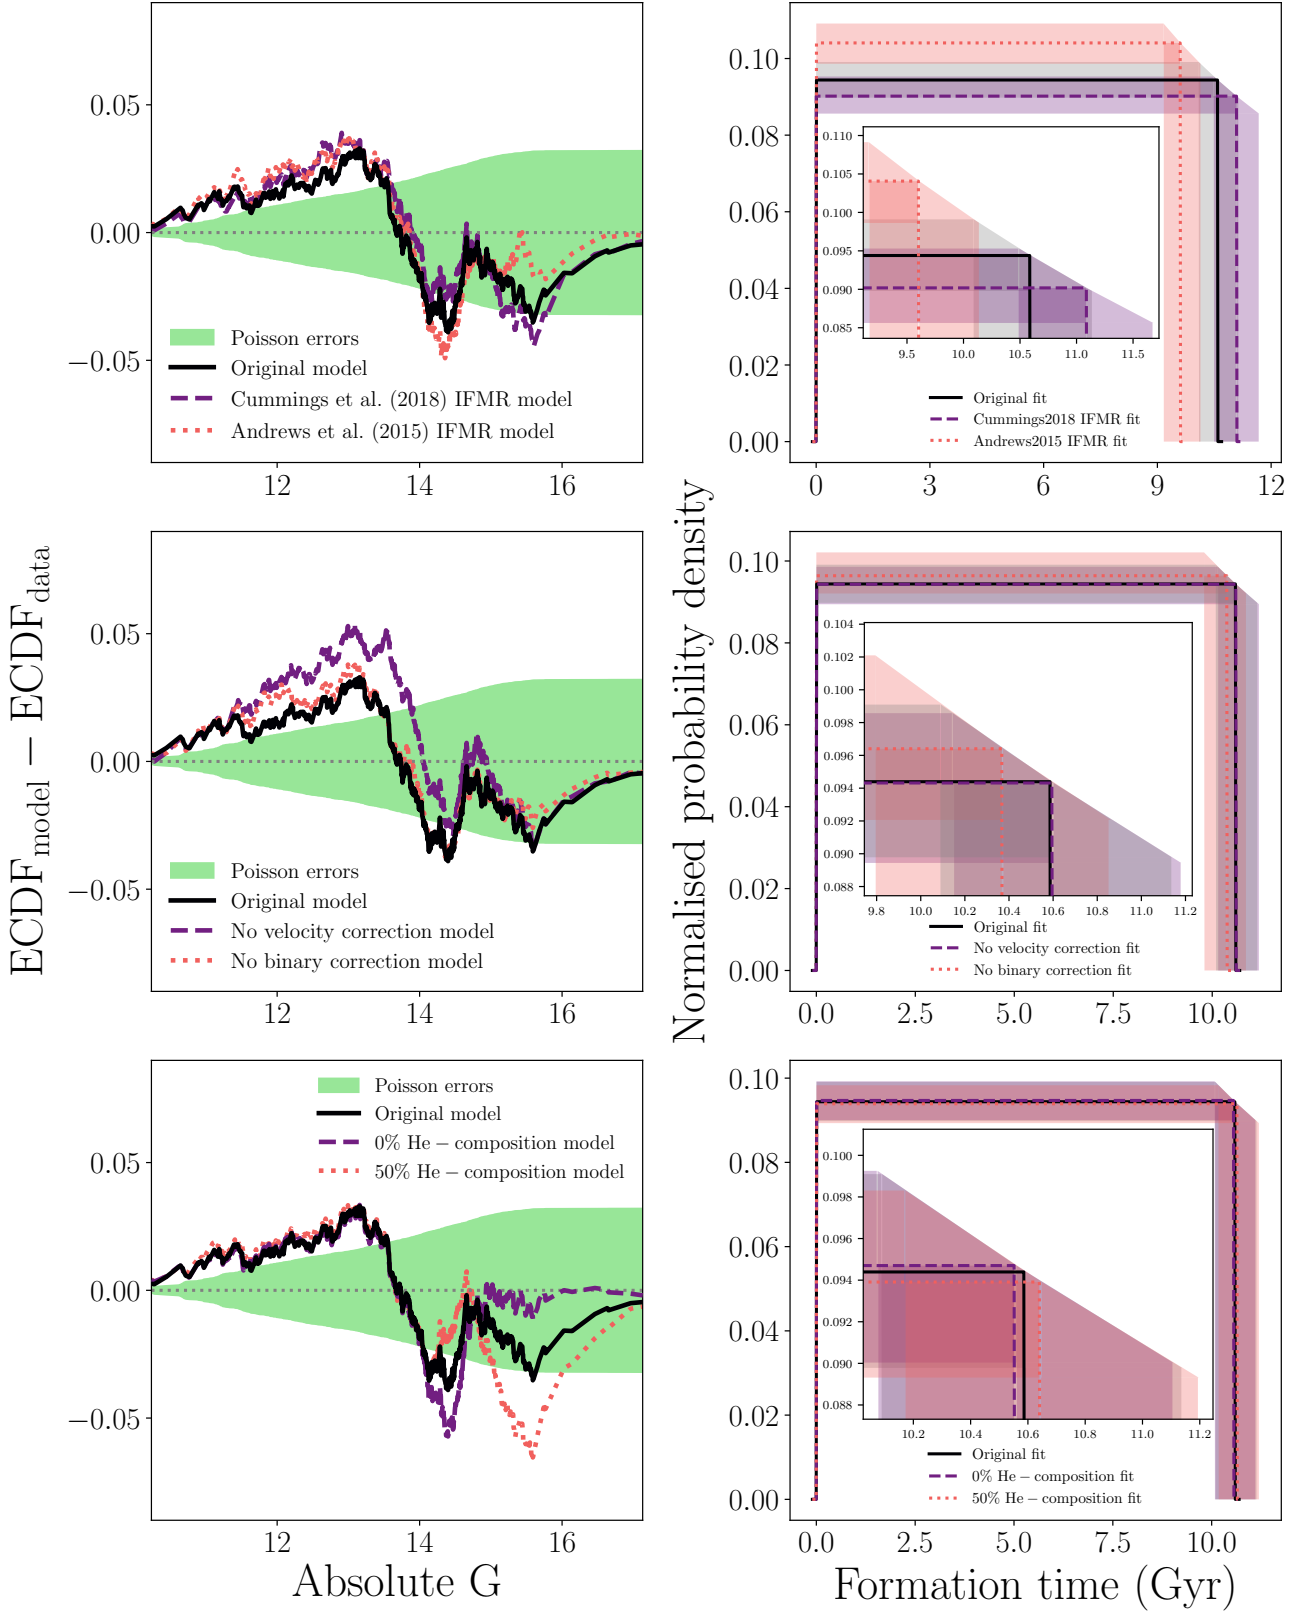 ECDF_model − ECDF_data
0.05
0.00
−0.05
Poisson errors
Original model
Cummings et al. (2018) IFMR model
Andrews et al. (2015) IFMR model
12 14 16
Normalised probability density
0.10
0.08
0.06
0.04
0.02
0.00
0.110
0.105
0.100
0.095
0.090
0.085
9.5 10.0 10.5 11.0 11.5
Original fit
Cummings2018 IFMR fit
Andrews2015 IFMR fit
0 3 6 9 12
0.05
0.00
−0.05
Poisson errors
Original model
No velocity correction model
No binary correction model
12 14 16
0.10
0.08
0.06
0.04
0.02
0.00
0.104
0.102
0.100
0.098
0.096
0.094
0.092
0.090
0.088
9.8 10.0 10.2 10.4 10.6 10.8 11.0 11.2
Original fit
No velocity correction fit
No binary correction fit
0.0 2.5 5.0 7.5 10.0
0.05
0.00
−0.05
Poisson errors
Original model
0% He − composition model
50% He − composition model
12 14 16
Absolute G
0.10
0.08
0.06
0.04
0.02
0.00
0.100
0.098
0.096
0.094
0.092
0.090
0.088
10.2 10.4 10.6 10.8 11.0 11.2
Original fit
0% He − composition fit
50% He − composition fit
0.0 2.5 5.0 7.5 10.0
Formation time (Gyr)